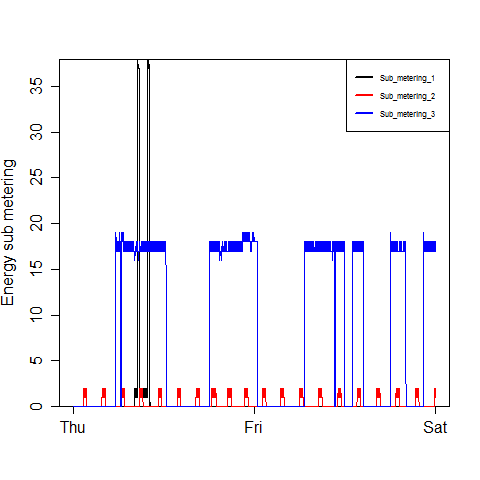 Energy sub metering
35
30
25
20
15
10
5
0
Sub_metering_1
Sub_metering_2
Sub_metering_3
Thu Fri Sat